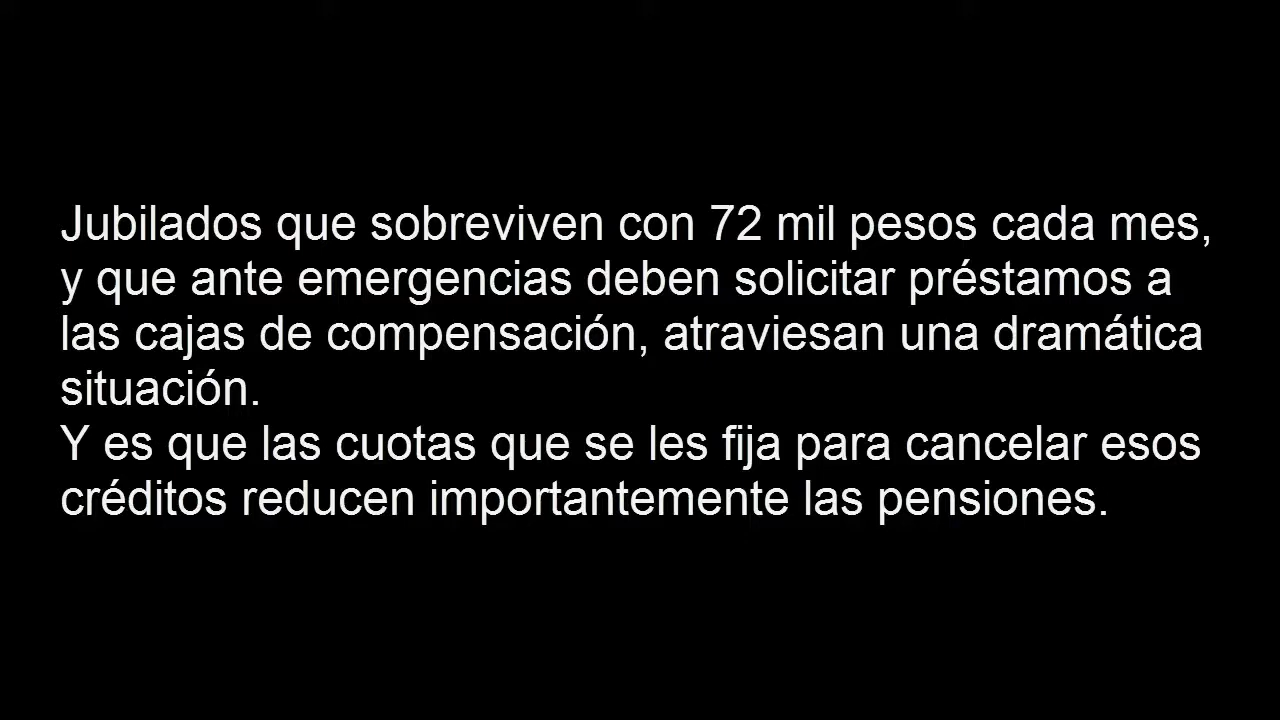 Jubilados que sobreviven con 72 mil pesos cada mes,
y que ante emergencias deben solicitar préstamos a
las cajas de compensación, atraviesan una dramática
situación.
Y es que las cuotas que se les fija para cancelar esos
créditos reducen importantemente las pensiones.